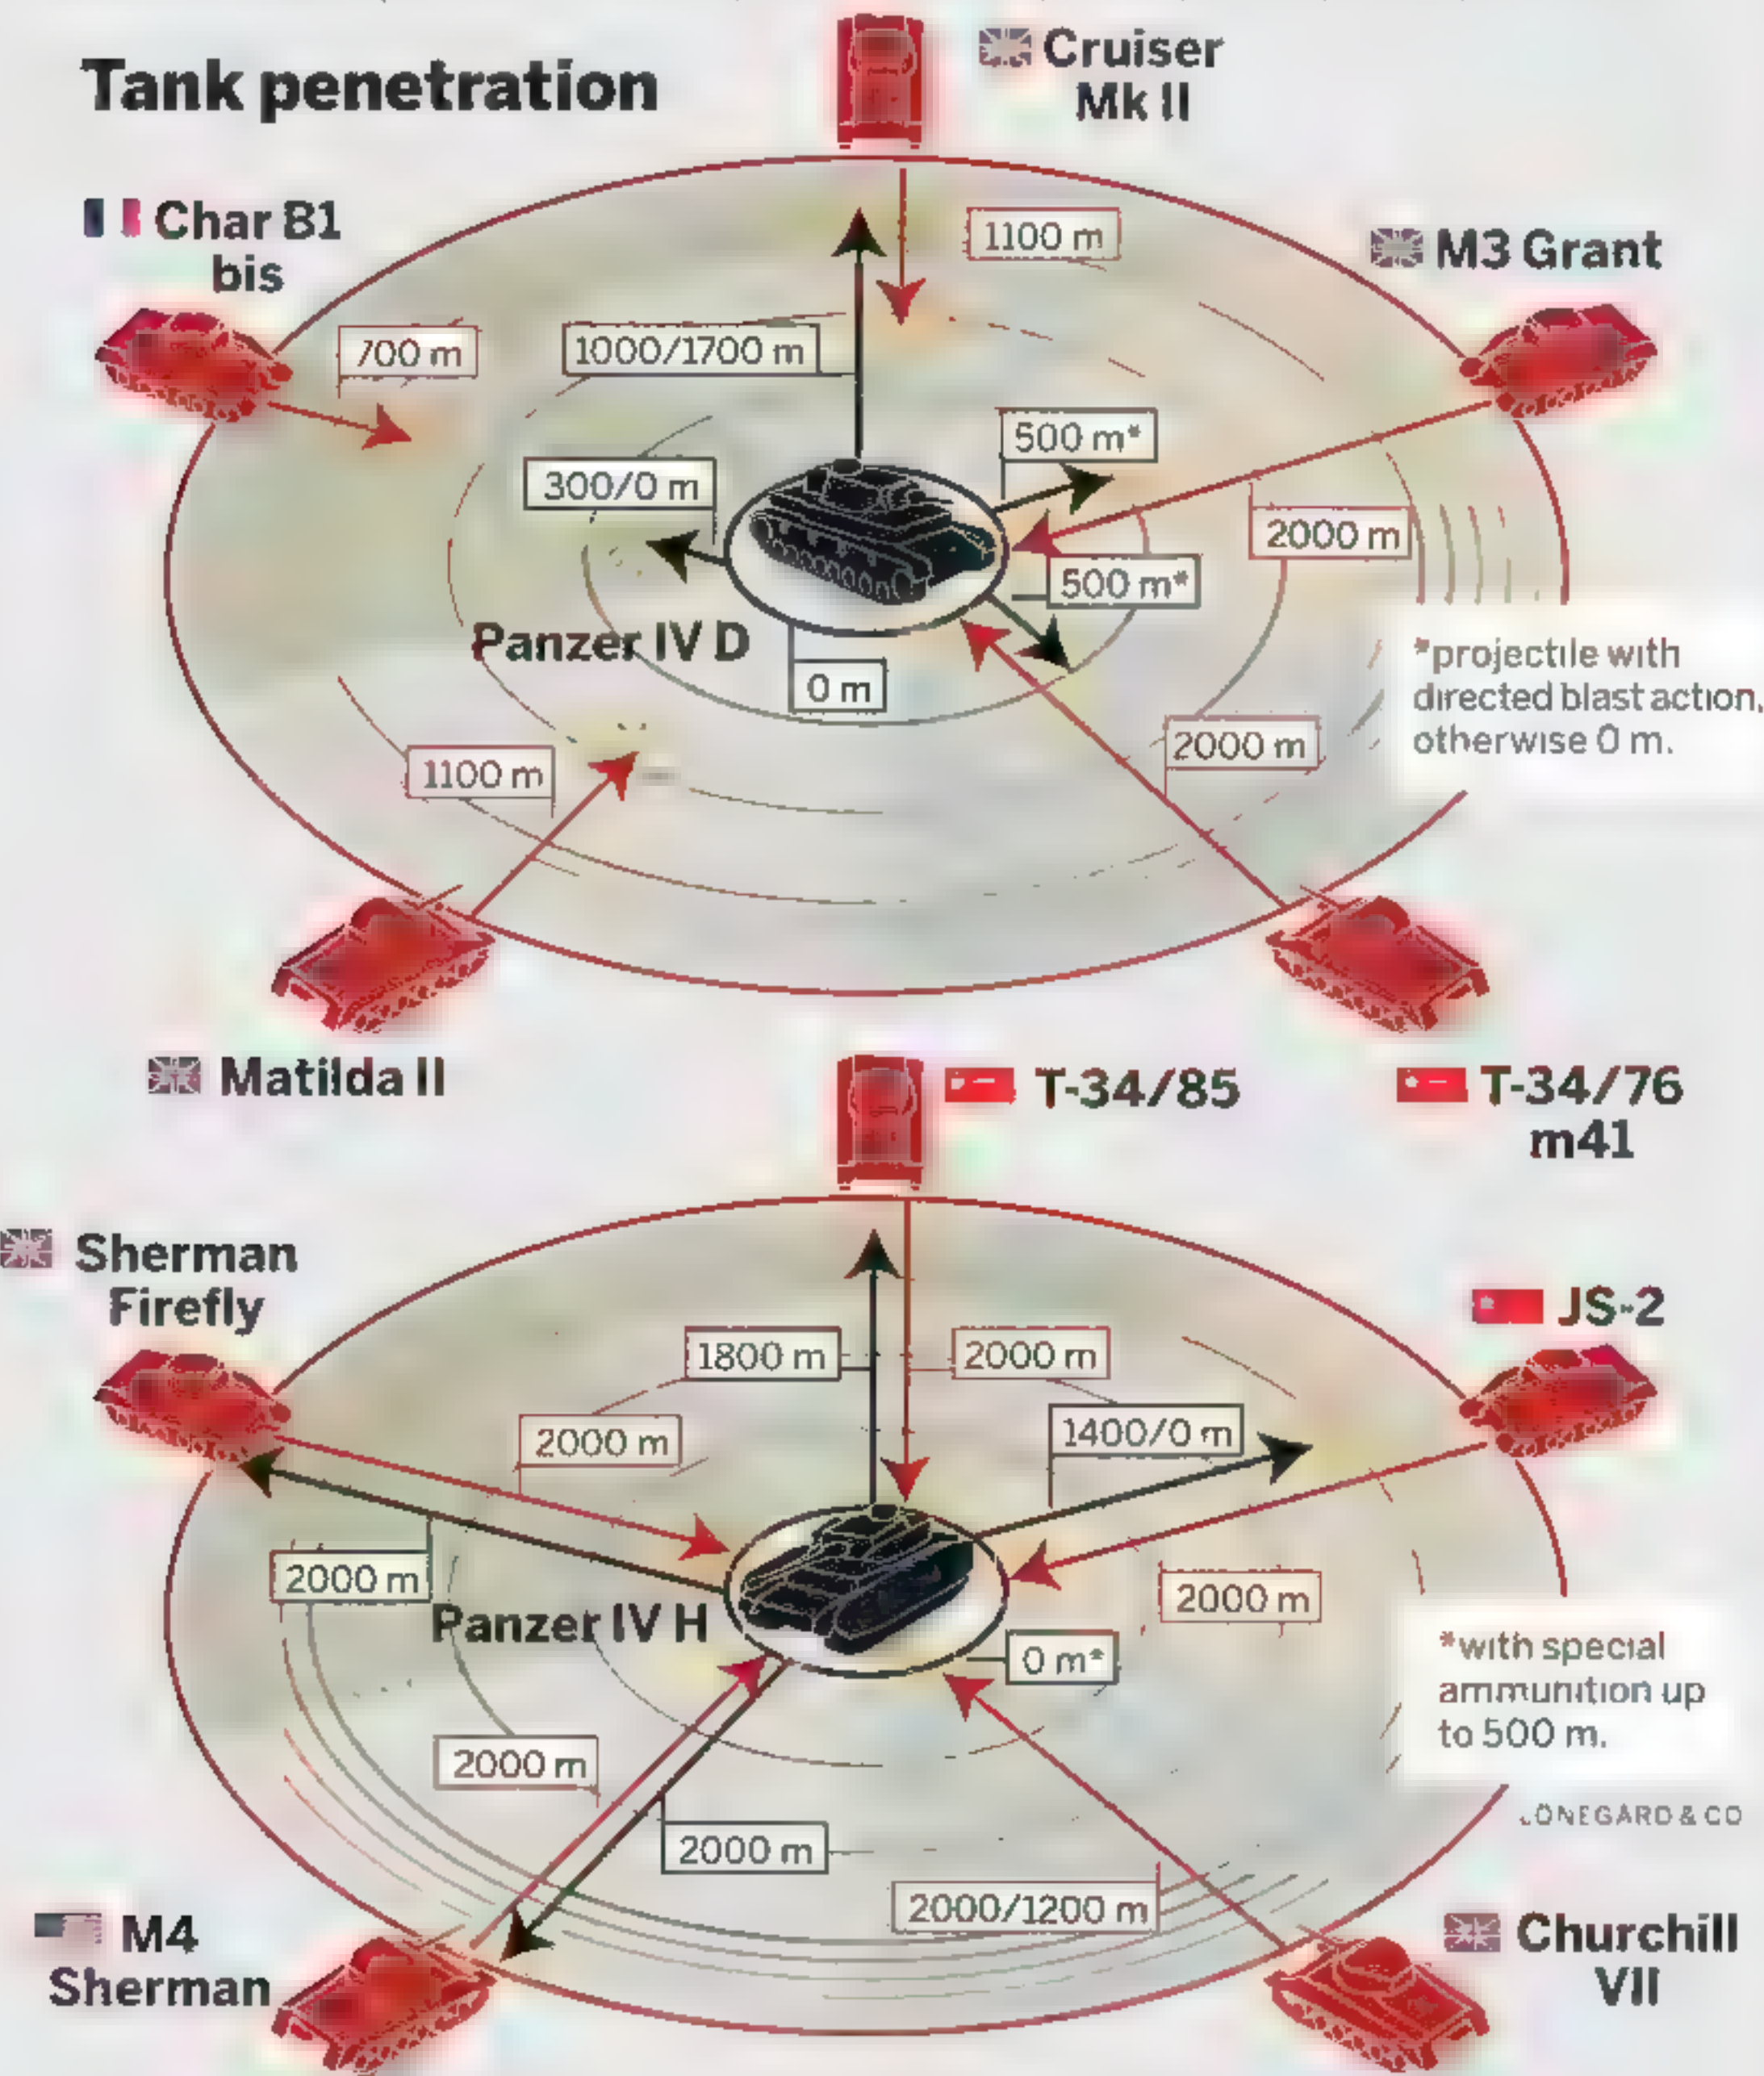 Tank penetration
Cruiser
Mk II
Char B1
bis
M3 Grant
1100 m
700 m
1000/1700 m
500 m*
300/0 m
2000 m
500 m*
Panzer IV D
0 m
*projectile with
directed blast action,
otherwise 0 m.
2000 m
1100 m
Matilda II
T-34/85
T-34/76
m41
Sherman
Firefly
JS-2
1800 m
2000 m
1400/0 m
2000 m
2000 m
2000 m
Panzer IV H
0 m*
*with special
ammunition up
to 500 m.
2000 m
2000 m
2000/1200 m
& CO
M4
Sherman
Churchill
VII